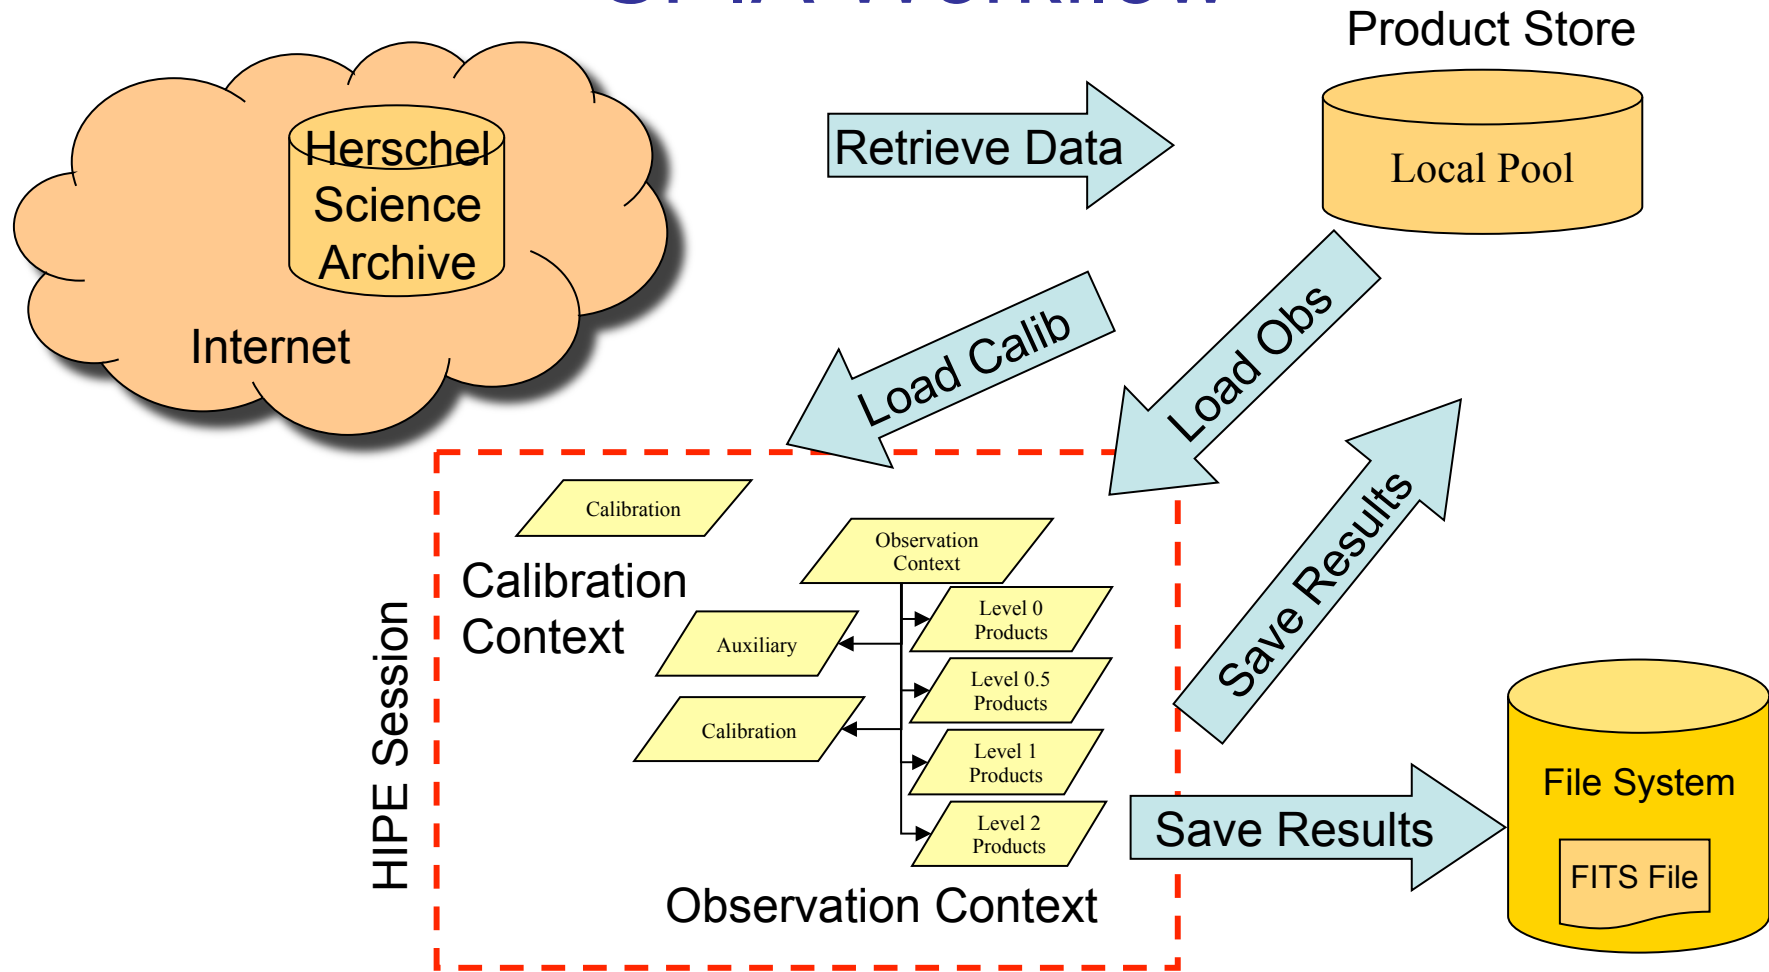 Product Store
Herschel
Science
Archive
Internet
Retrieve Data
Local Pool
Load Calib
Load Obs
Save Results
HIPE Session
Calibration
Calibration
Context
Observation
Context
Auxiliary
Calibration
Level 0
Products
Level 0.5
Products
Level 1
Products
Level 2
Products
Observation Context
Save Results
File System
FITS File